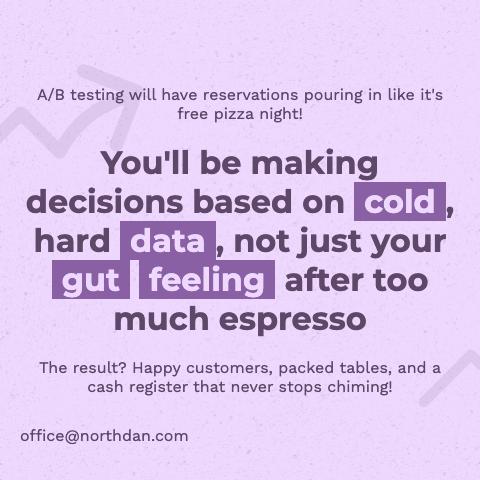 A/B testing will have reservations pouring in like it's
free pizza night!
You'll be making
decisions based on cold,
hard data, not just your
gut feeling after too
much espresso
The result? Happy customers, packed tables, and a
cash register that never stops chiming!
office@northdan.com